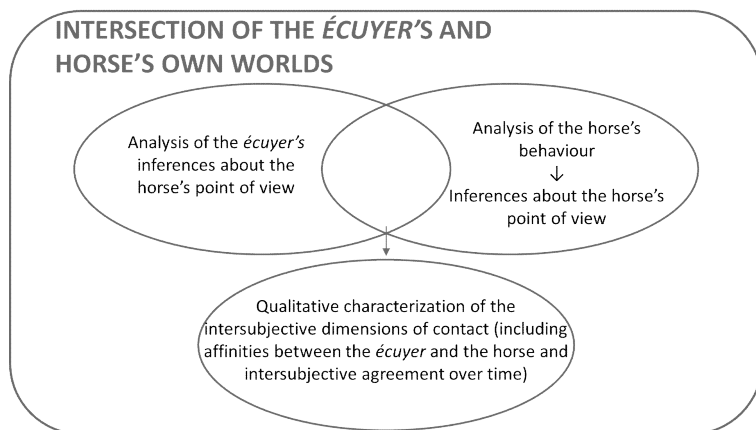 INTERSECTION OF THE ÉCUYER'S AND
HORSE'S OWN WORLDS
Analysis of the écuyer's
inferences about the
horse's point of view
Analysis of the horse's
behaviour
↓
Inferences about the horse's
point of view
Qualitative characterization of the
intersubjective dimensions of contact (including
affinities between the écuyer and the horse and
intersubjective agreement over time)